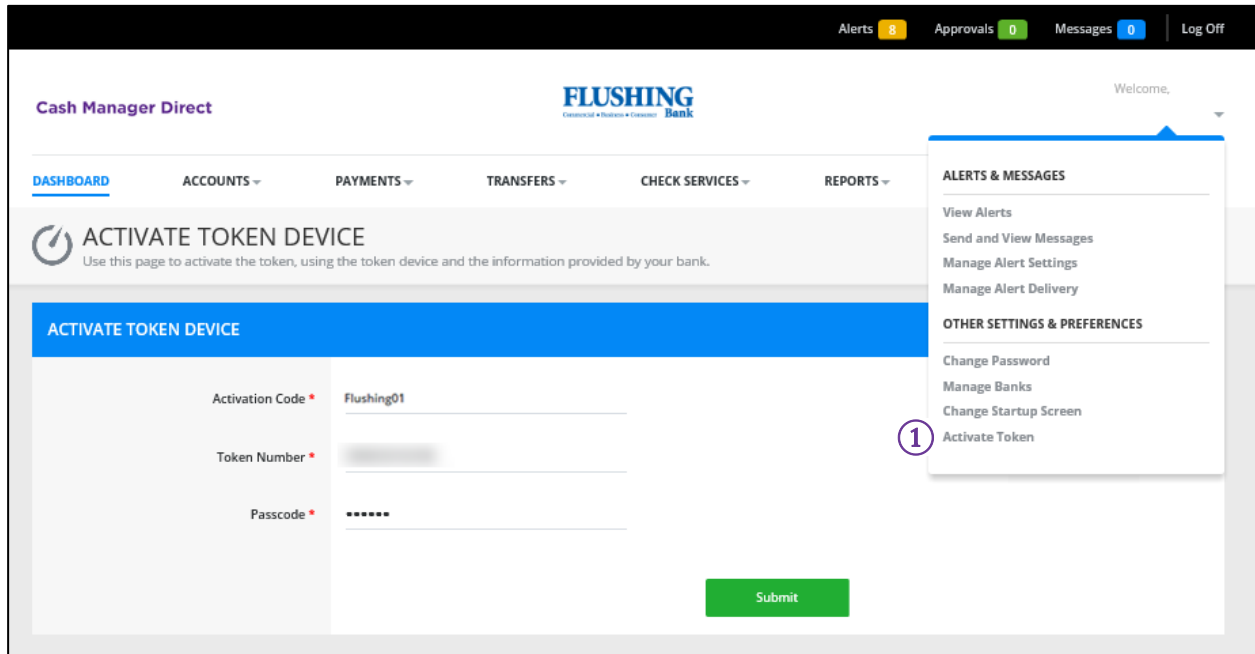 Alerts 8 Approvals 0 Messages 0 Log Off
Cash Manager Direct
FLUSHING
Commercial • Business • Consumer Bank
Welcome,
DASHBOARD ACCOUNTS PAYMENTS TRANSFERS CHECK SERVICES REPORTS
ACTIVATE TOKEN DEVICE
Use this page to activate the token, using the token device and the information provided by your bank.
ALERTS & MESSAGES
View Alerts
Send and View Messages
Manage Alert Settings
Manage Alert Delivery
OTHER SETTINGS & PREFERENCES
Change Password
Manage Banks
Change Startup Screen
1 Activate Token
ACTIVATE TOKEN DEVICE
Activation Code * Flushing01
Token Number *
Passcode * ••••••
Submit